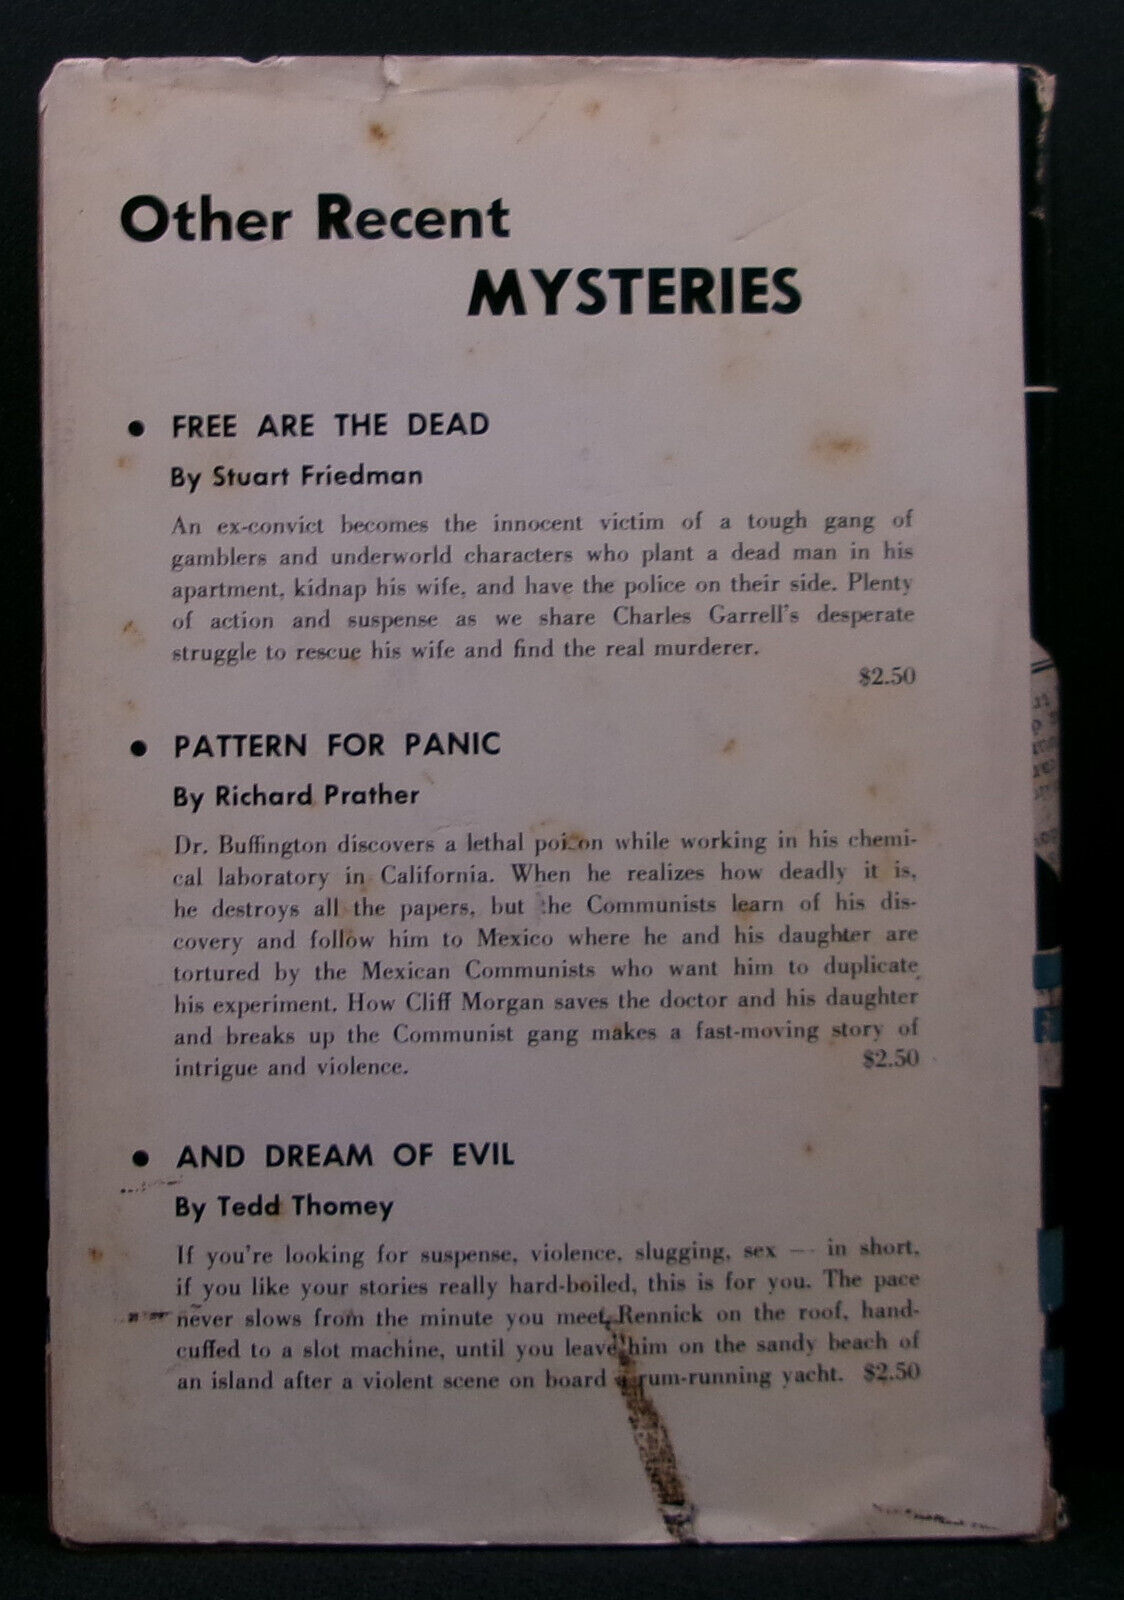 Other Recent
MYSTERIES
• FREE ARE THE DEAD
By Stuart Friedman
An ex-convict becomes the innocent victim of a tough gang of
gamblers and underworld characters who plant a dead man in his
apartment, kidnap his wife, and have the police on their side. Plenty
of action and suspense as we share Charles Garrell's desperate
struggle to rescue his wife and find the real murderer.
$2.50
• PATTERN FOR PANIC
By Richard Prather
Dr. Buffington discovers a lethal poison while working in his chemi-
cal laboratory in California. When he realizes how deadly it is,
he destroys all the papers, but the Communists learn of his dis-
covery and follow him to Mexico where he and his daughter are
tortured by the Mexican Communists who want him to duplicate
his experiment. How Cliff Morgan saves the doctor and his daughter
and breaks up the Communist gang makes a fast-moving story of
intrigue and violence. $2.50
• AND DREAM OF EVIL
By Tedd Thomey
If you're looking for suspense, violence, slugging, sex — in short,
if you like your stories really hard-boiled, this is for you. The pace
never slows from the minute you meet Rennick on the roof, hand-
cuffed to a slot machine, until you leave him on the sandy beach of
an island after a violent scene on board rum-running yacht. $2.50